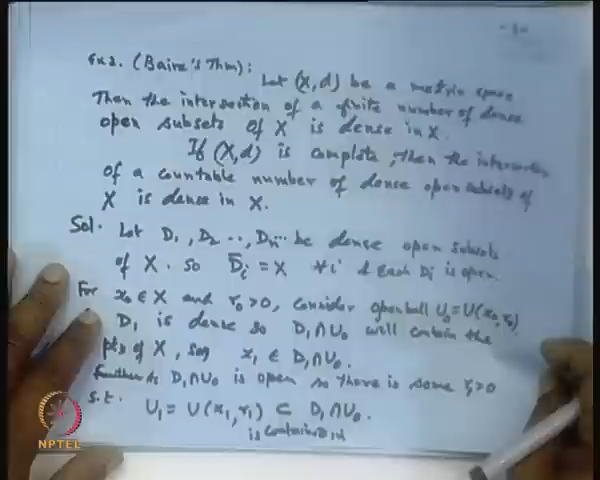 Ex 2. (Baire's Thm):
Let (X,d) be a metric space
Then the intersection of a finite number of dense
open subsets of X is dense in X.
If (X,d) is complete, then the intersection
of a countable number of dense open subsets of
X is dense in X.
Sol. Let D₁, D₂ ..., Dₙ... be dense open subsets
of X. So D̄ᵢ = X ∀i & each Dᵢ is open.
For x₀ ∈ X and r₀ > 0, consider open ball U₀ = U(x₀, r₀)
D₁ is dense so D₁ ∩ U₀ will contain the
pts of X, say x₁ ∈ D₁ ∩ U₀.
Further as D₁ ∩ U₀ is open so there is some r₁ > 0
s.t. U₁ = U(x₁, r₁) ⊂ D₁ ∩ U₀.
is contained in
NPTEL